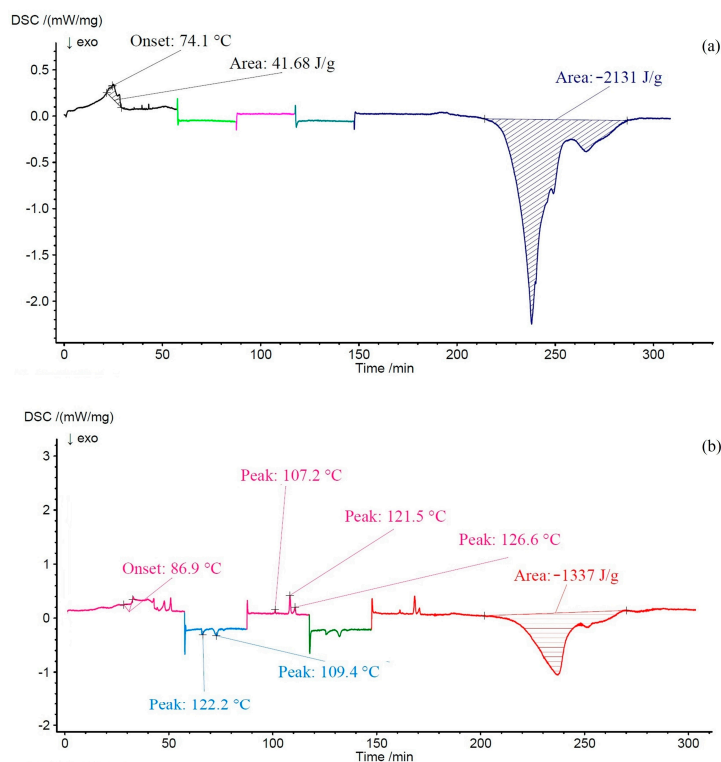 DSC /(mW/mg)
↓ exo
Onset: 74.1 °C
Area: 41.68 J/g
(a)
Area: -2131 J/g
0.5
0.0
-0.5
-1.0
-1.5
-2.0
0 50 100 150 200 250 300
Time /min
DSC /(mW/mg)
↓ exo
(b)
3
2
1
0
-1
-2
Peak: 107.2 °C
Peak: 121.5 °C
Peak: 126.6 °C
Onset: 86.9 °C
Area: -1337 J/g
Peak: 109.4 °C
Peak: 122.2 °C
0 50 100 150 200 250 300
Time /min